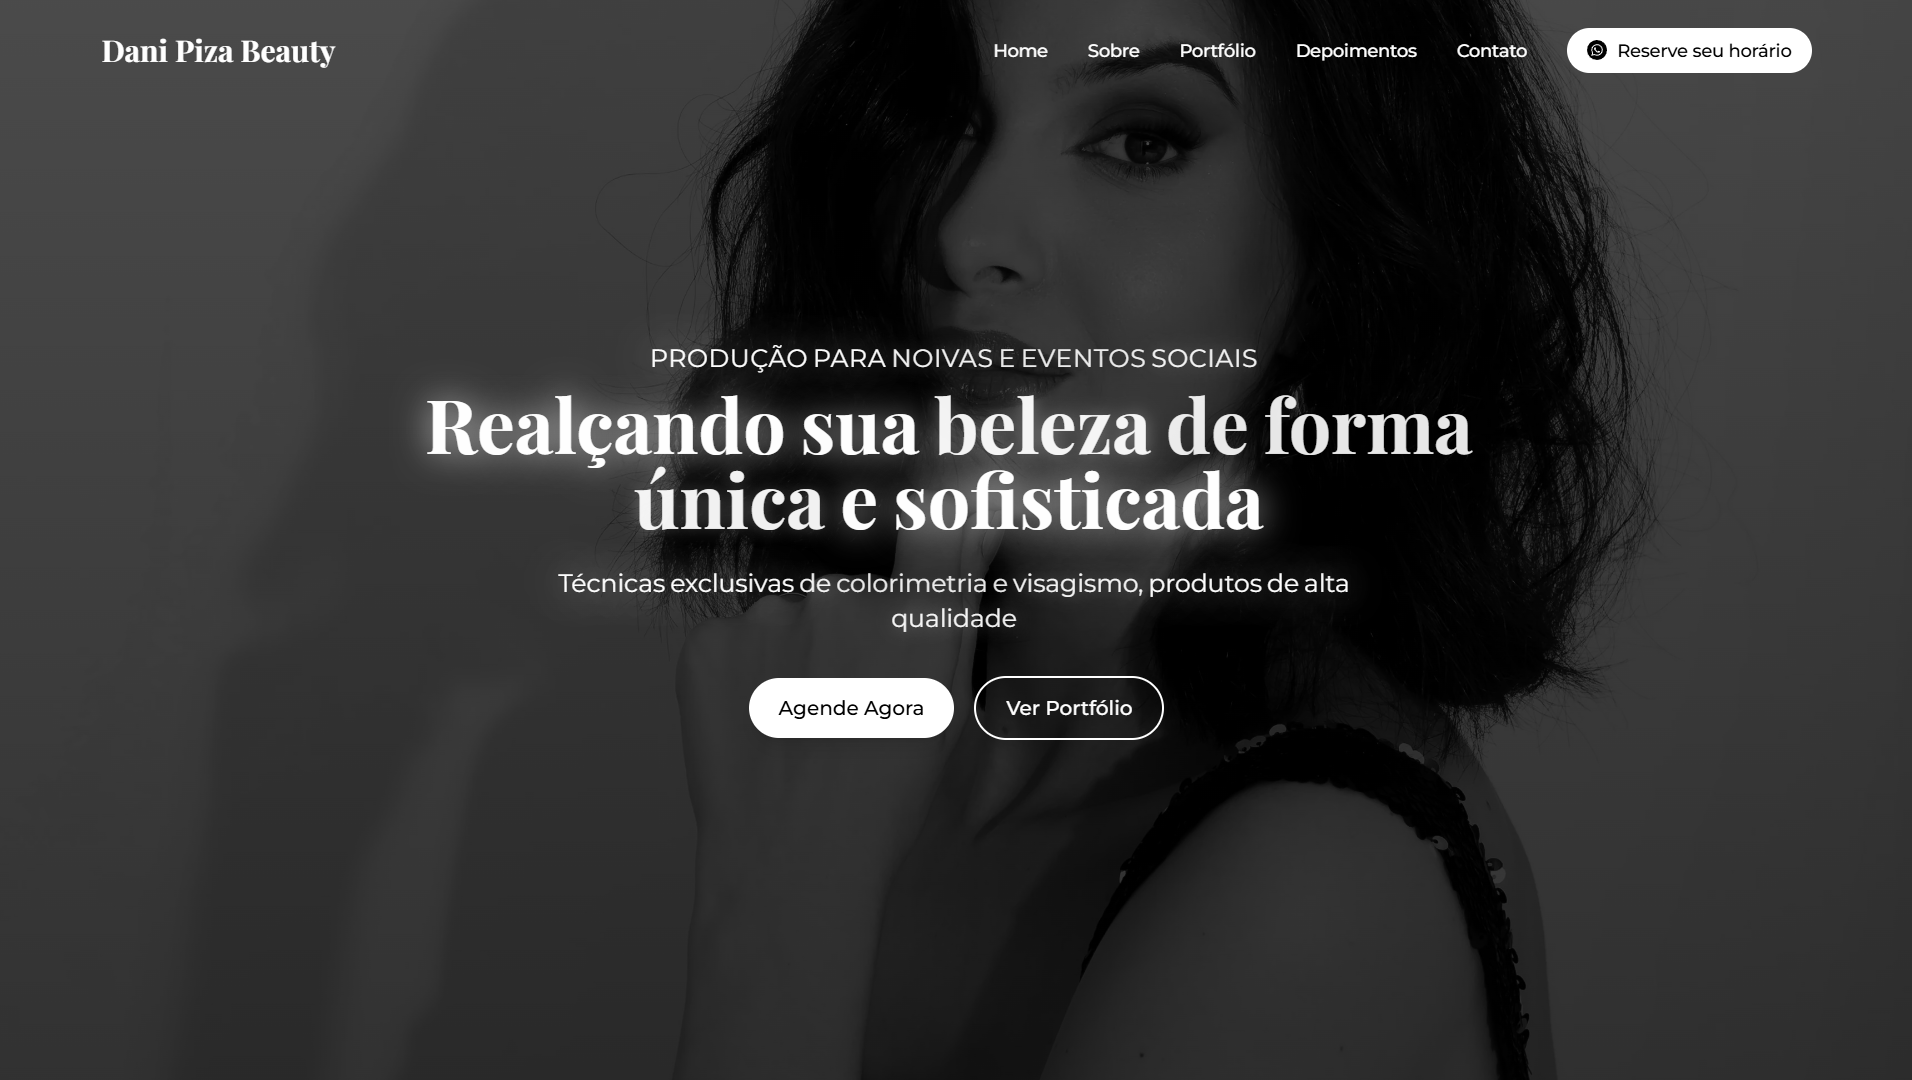 Dani Piza Beauty
Home
Sobre
Portfólio
Depoimentos
Contato
Reserve seu horário
PRODUÇÃO PARA NOIVAS E EVENTOS SOCIAIS
Realçando sua beleza de forma
única e sofisticada
Técnicas exclusivas de colorimetria e visagismo, produtos de alta
qualidade
Agende Agora
Ver Portfólio